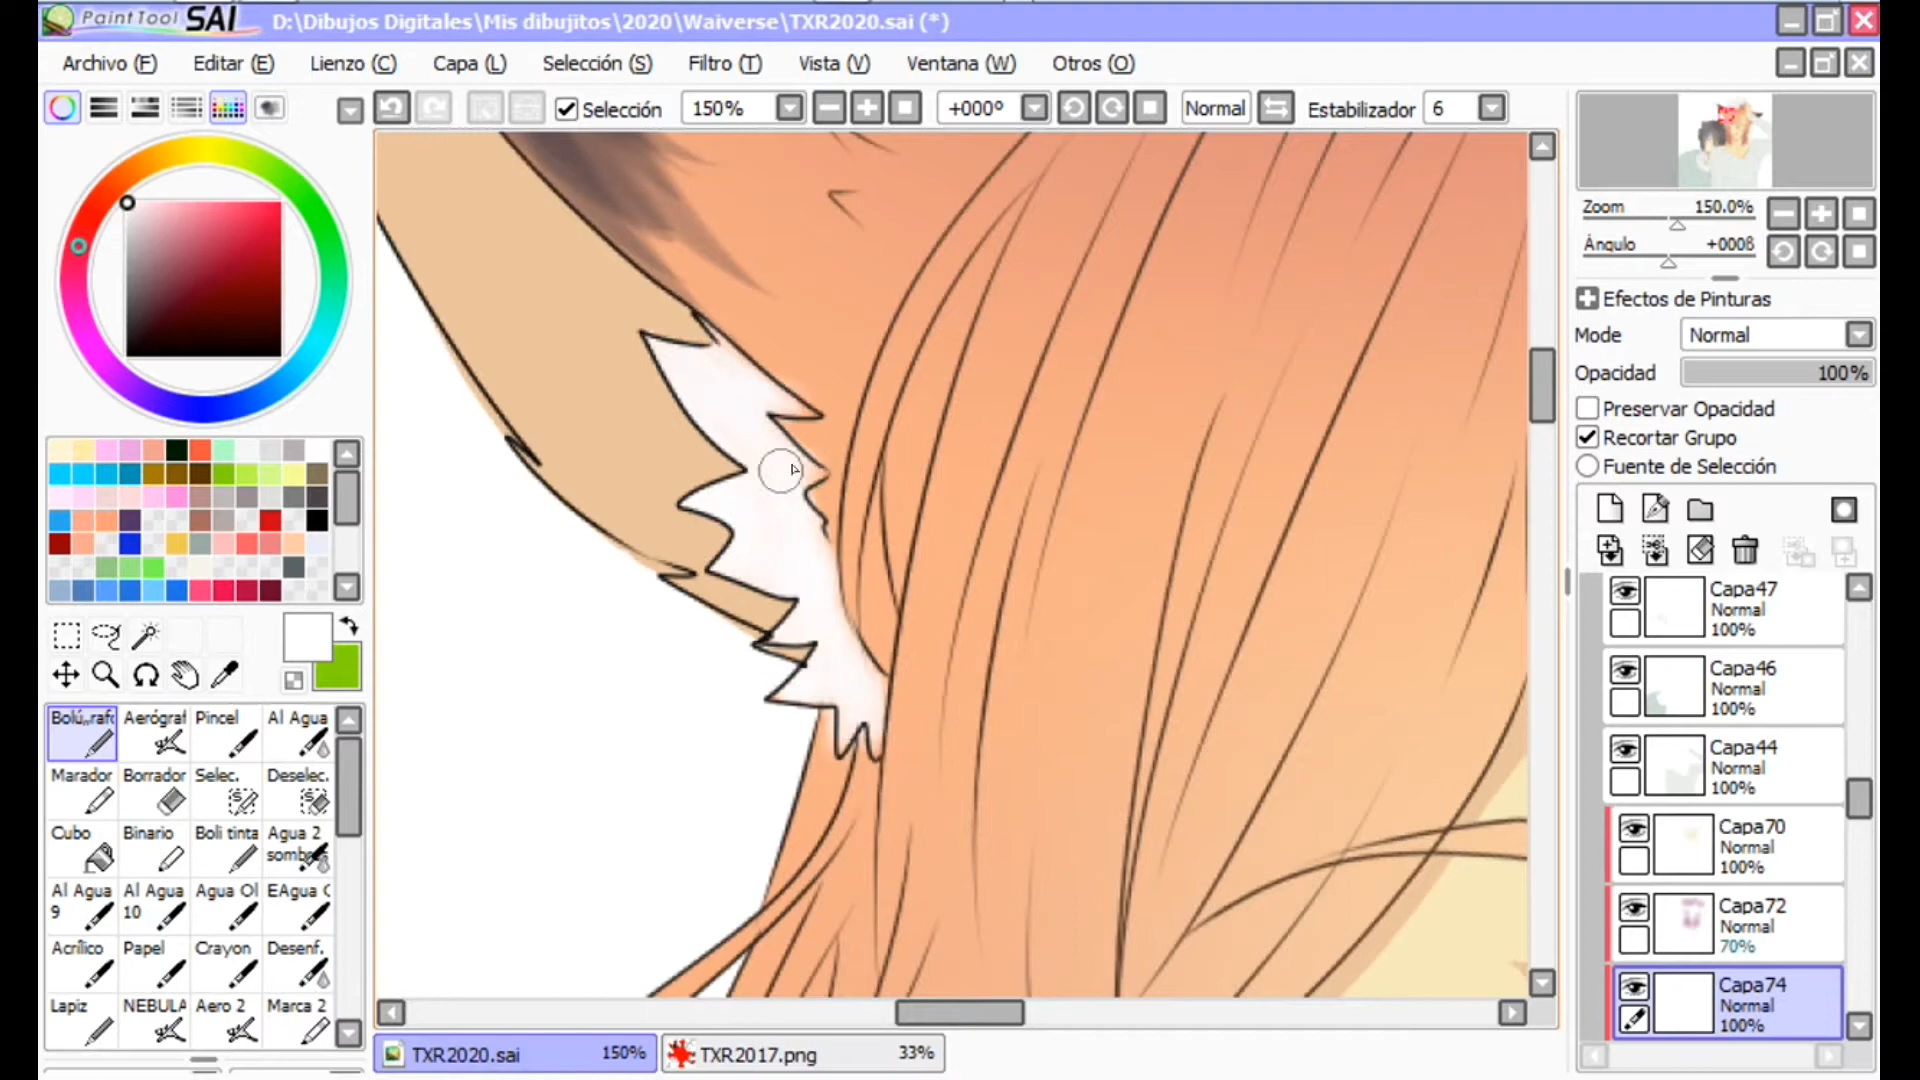 PaintTool SAI D:\Dibujos Digitales\Mis dibujitos\2020\Waiverse\TXR2020.sai (*)
Archivo (F) Editar (E) Lienzo (C) Capa (L) Selección (S) Filtro (T) Vista (V) Ventana (W) Otros (O)
Selección 150% +000º Normal Estabilizador 6
Zoom 150.0%
Ángulo +000ß
Efectos de Pinturas
Mode Normal
Opacidad 100%
Preservar Opacidad
Recortar Grupo
Fuente de Selección
Capa47
Normal
100%
Capa46
Normal
100%
Capa44
Normal
100%
Capa70
Normal
100%
Capa72
Normal
70%
Capa74
Normal
100%
Aerógraf Pincel Al Agua
Marador Borrador Selec. Deselec.
Cubo Binario Boli tinta Agua 2
somb
Al Agua Al Agua Agua Ol EAgua C
9 10
Acrílico Papel Crayon Desenf.
Lapiz NEBULA Aero 2 Marca 2
TXR2020.sai 150% TXR2017.png 33%